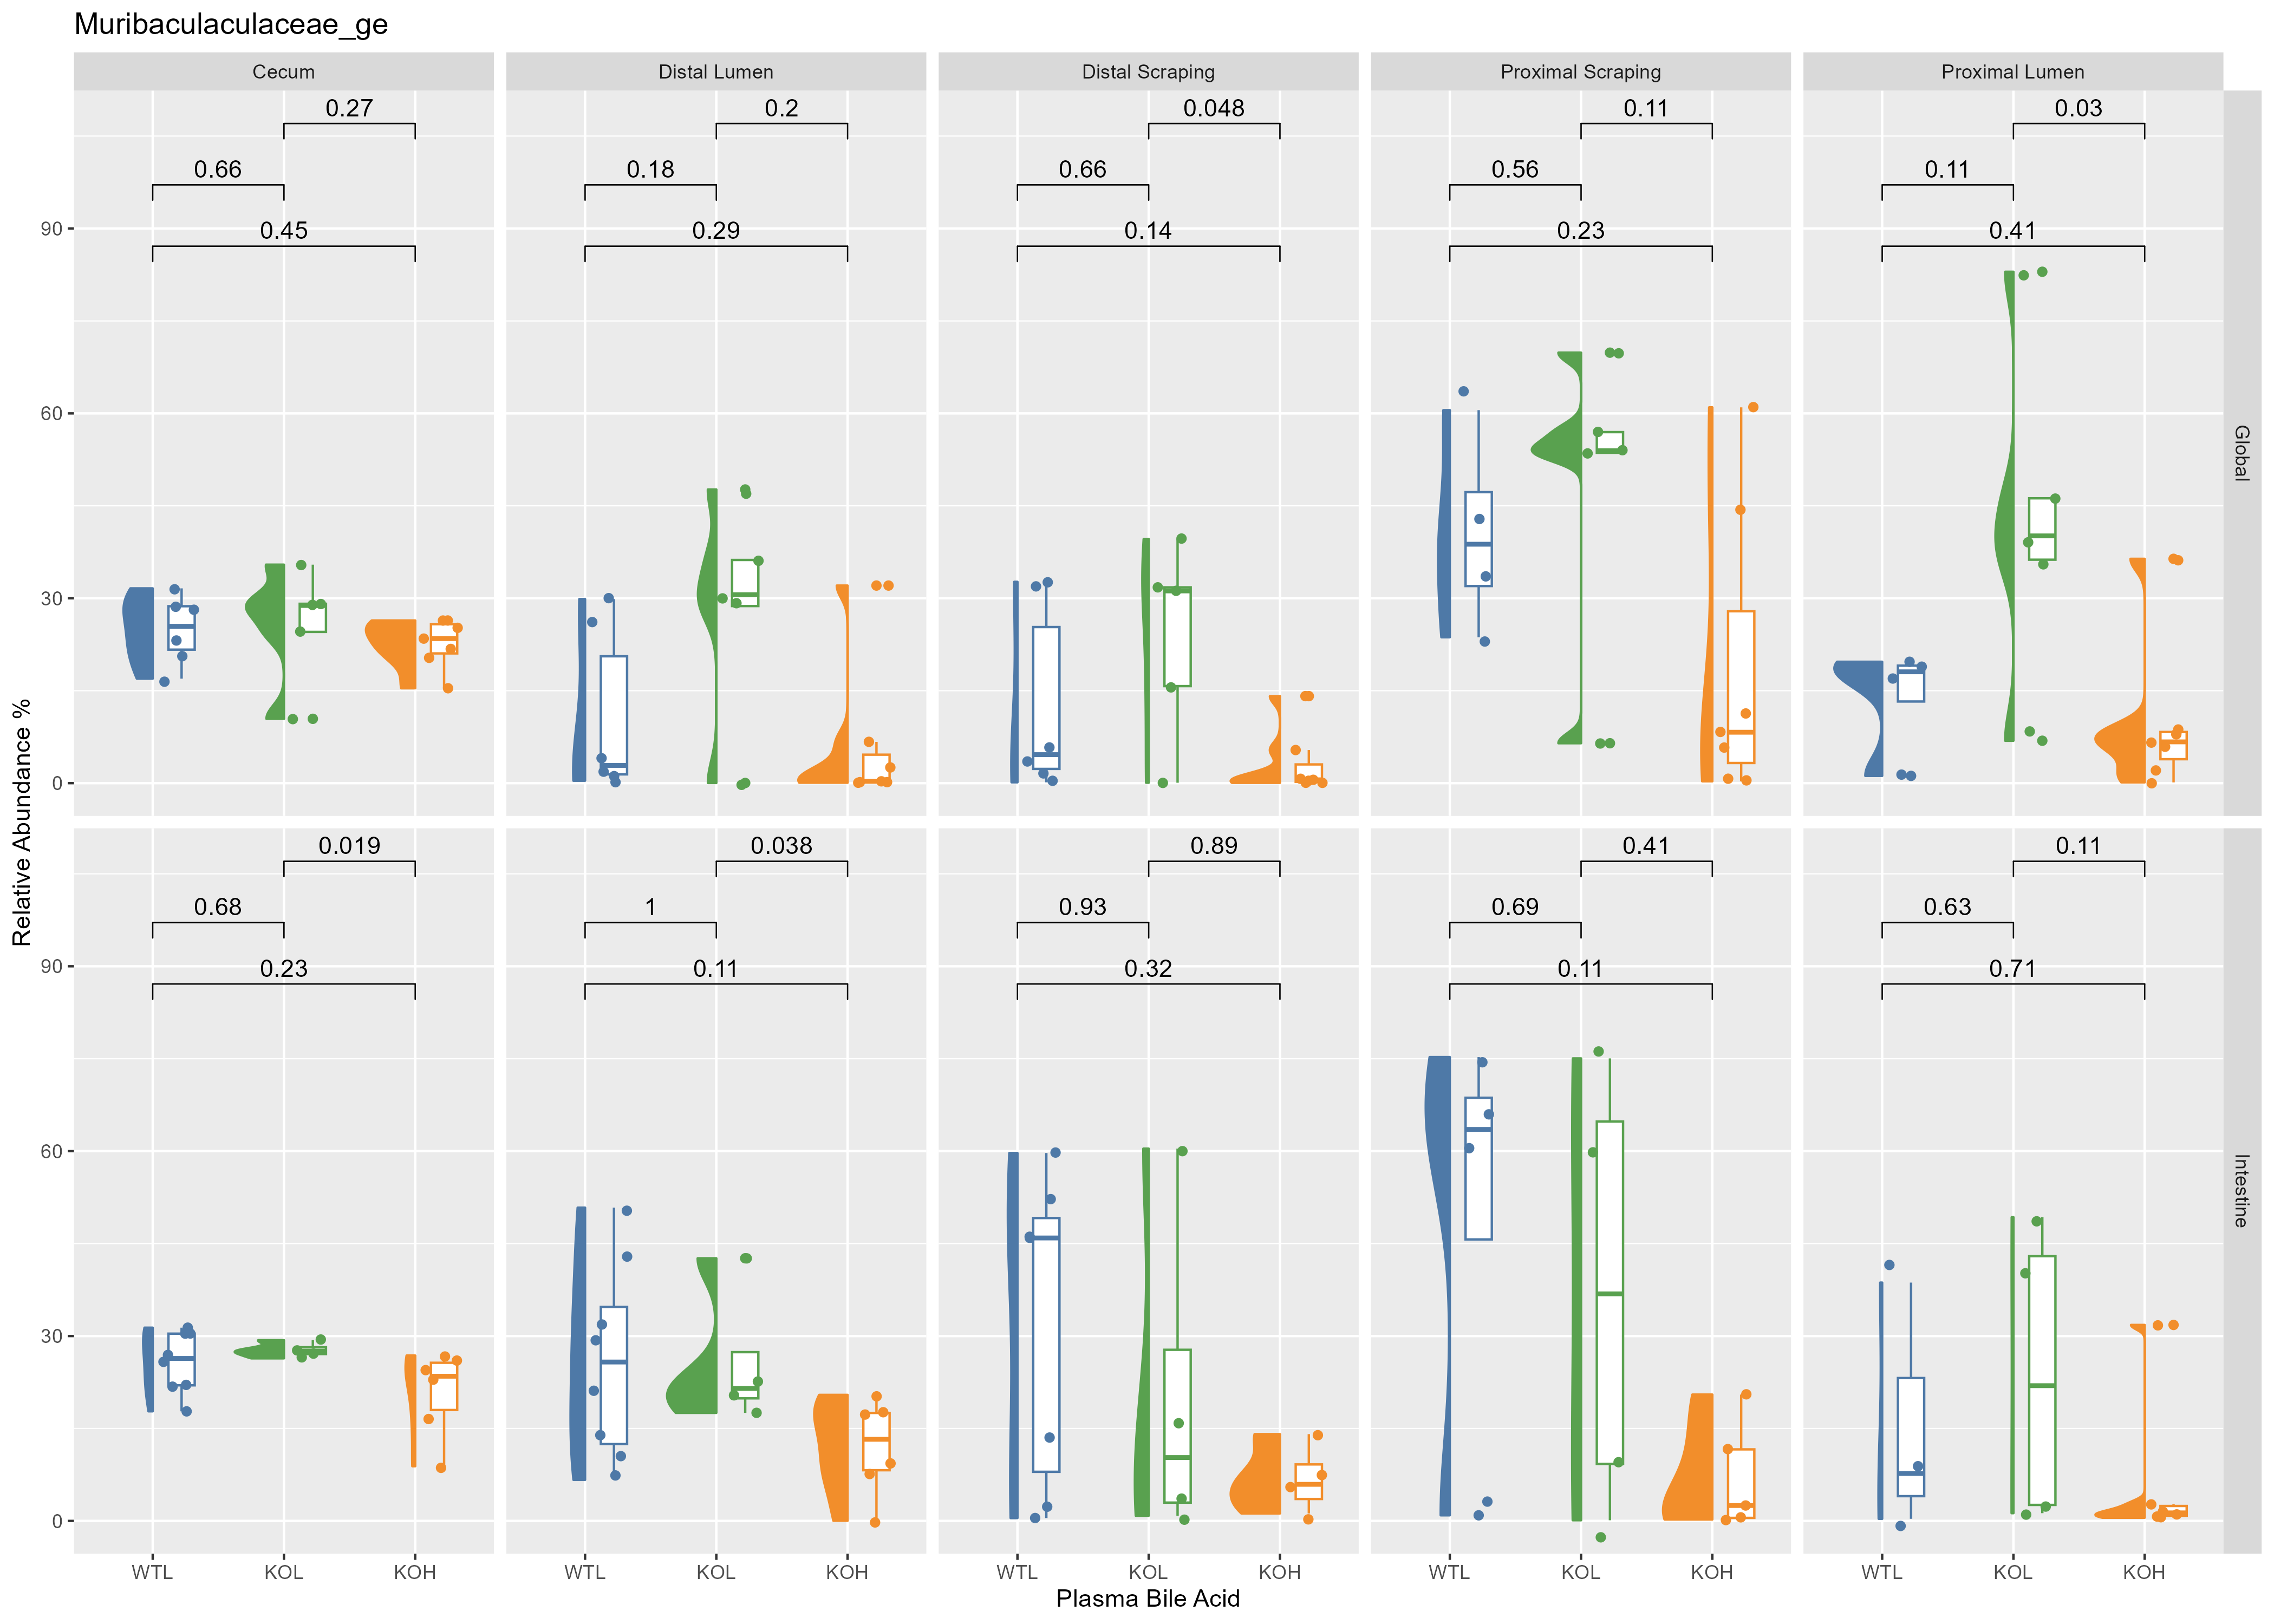 Muribaculaculaceae_ge
Cecum Distal Lumen Distal Scraping Proximal Scraping Proximal Lumen
0.27 0.2 0.048 0.11 0.03
0.66 0.18 0.66 0.56 0.11
90 0.45 0.29 0.14 0.23 0.41
60
Global
30
0
Relative Abundance %
0.019 0.038 0.89 0.41 0.11
0.68 1 0.93 0.69 0.63
90 0.23 0.11 0.32 0.11 0.71
60
Intestine
30
0
WTL KOL KOH WTL KOL KOH WTL KOL KOH WTL KOL KOH WTL KOL KOH
Plasma Bile Acid